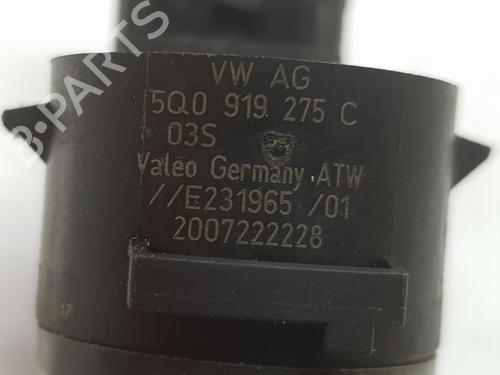 VW AG
5Q0 919 275 C
03S
Valeo Germany ATW
//E231965 /01
2007222228
B-PARTS